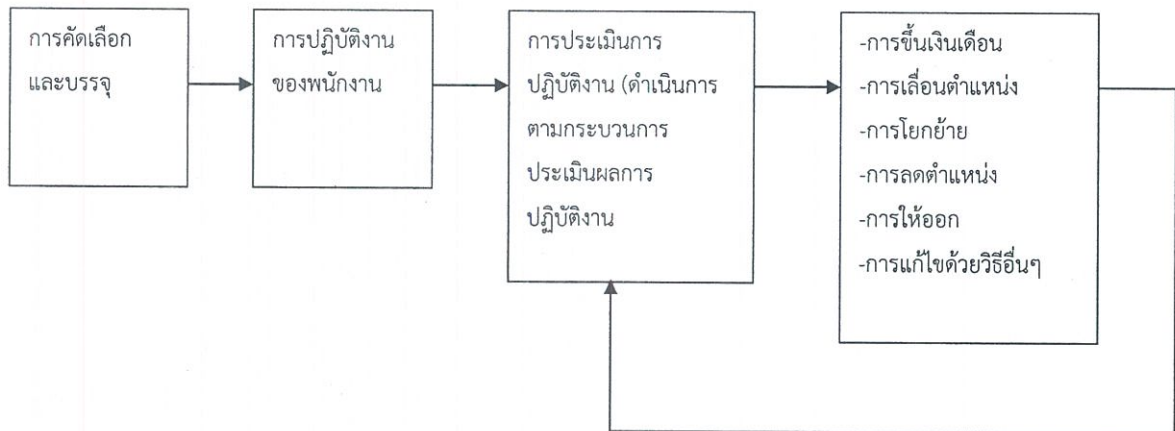 การคัดเลือก
และบรรจุ
การปฏิบัติงาน
ของพนักงาน
การประเมินการ
ปฏิบัติงาน (ดำเนินการ
ตามกระบวนการ
ประเมินผลการ
ปฏิบัติงาน
-การขึ้นเงินเดือน
-การเลื่อนตำแหน่ง
-การโยกย้าย
-การลดตำแหน่ง
-การให้ออก
-การแก้ไขด้วยวิธีอื่นๆ